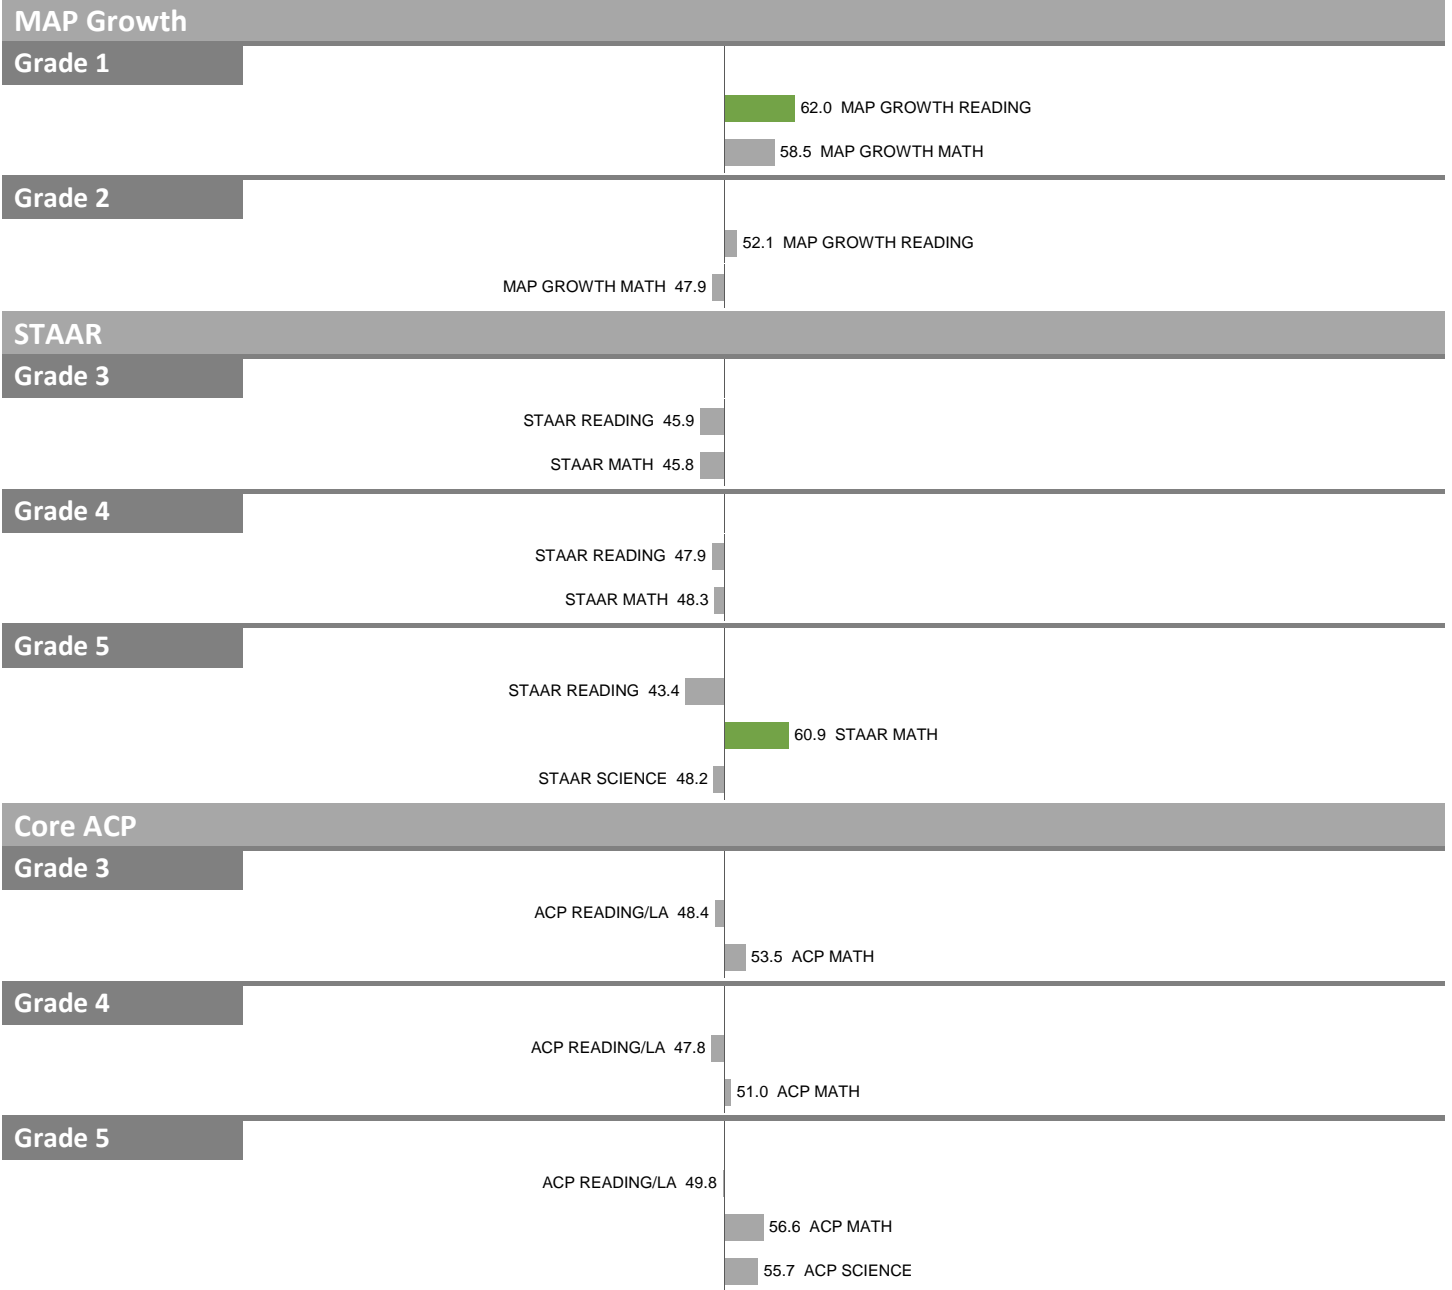 MAP Growth
Grade 1
62.0 MAP GROWTH READING
58.5 MAP GROWTH MATH
Grade 2
52.1 MAP GROWTH READING
MAP GROWTH MATH 47.9
STAAR
Grade 3
STAAR READING 45.9
STAAR MATH 45.8
Grade 4
STAAR READING 47.9
STAAR MATH 48.3
Grade 5
STAAR READING 43.4
60.9 STAAR MATH
STAAR SCIENCE 48.2
Core ACP
Grade 3
ACP READING/LA 48.4
53.5 ACP MATH
Grade 4
ACP READING/LA 47.8
51.0 ACP MATH
Grade 5
ACP READING/LA 49.8
56.6 ACP MATH
55.7 ACP SCIENCE